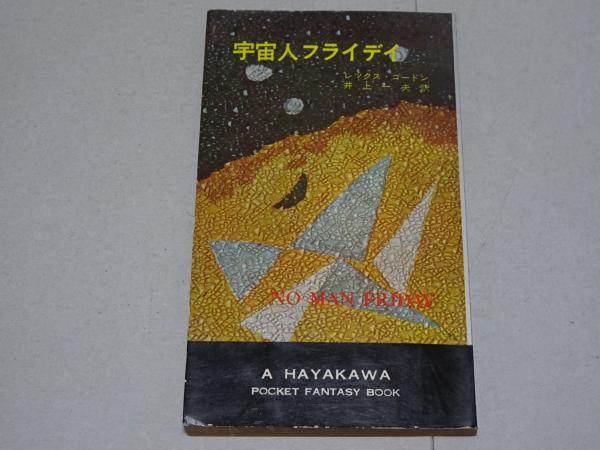 宇宙人フライデイ
レックス・ゴードン
井上一夫訳
NO MAN FRIDAY
A HAYAKAWA
POCKET FANTASY BOOK